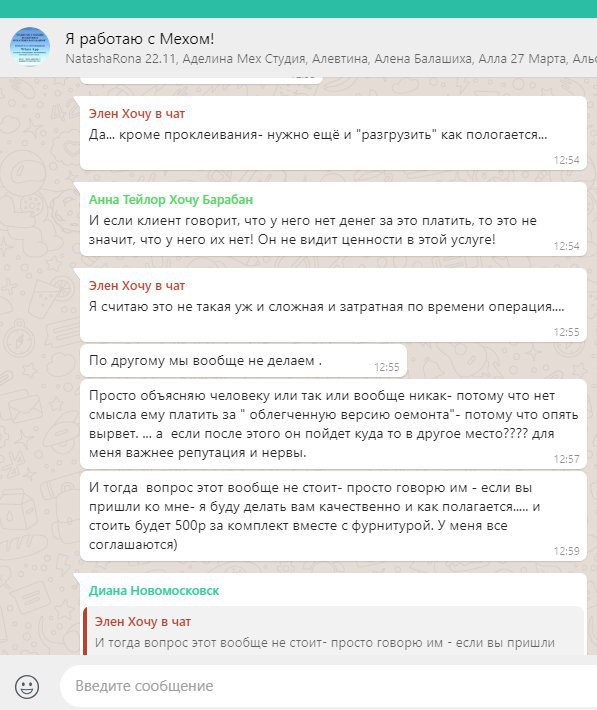 Я работаю с Мехом!
NatashaRona 22.11, Аделина Мех Студия, Алевтина, Алена Балашиха, Алла 27 Марта, Аль
Элен Хочу в чат
Да... кроме проклеивания- нужно ещё и "разгрузить" как пологается...
12:54
Анна Тейлор Хочу Барабан
И если клиент говорит, что у него нет денег за это платить, то это не
значит, что у него их нет! Он не видит ценности в этой услуге!
12:54
Элен Хочу в чат
Я считаю это не такая уж и сложная и затратная по времени операция....
12:55
По другому мы вообще не делаем .
12:55
Просто объясняю человеку или так или вообще никак- потому что нет
смысла ему платить за " облегченную версию оемонта"- потому что опять
вырвет. ... а  если после этого он пойдет куда то в другое место???? для
меня важнее репутация и нервы.
12:57
И тогда  вопрос этот вообще не стоит- просто говорю им - если вы
пришли ко мне- я буду делать вам качественно и как полагается..... и
стоить будет 500р за комплект вместе с фурнитурой. У меня все
соглашаются)
12:59
Диана Новомосковск
Элен Хочу в чат
И тогда вопрос этот вообще не стоит- просто говорю им - если вы пришли
Введите сообщение